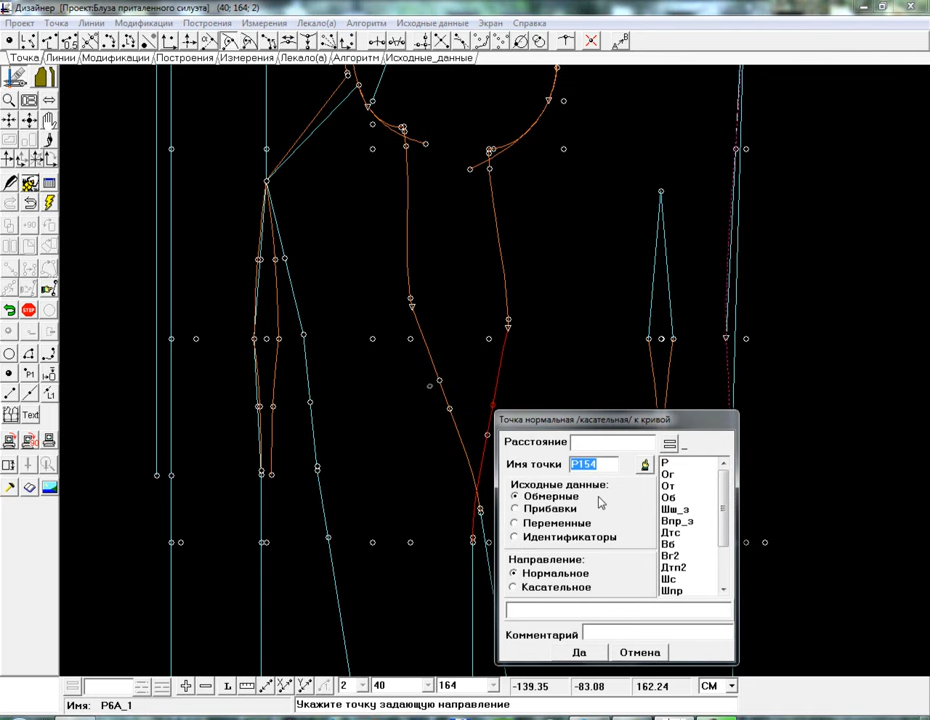 Дизайнер [Проект:Блуза приталенного силуэта] (40; 164; 2)
Проект Точка Линии Модификации Построения Измерения Лекало(а) Алгоритм Исходные данные Экран Справка
Точка Линии Модификации Построения Измерения Лекало(а) Алгоритм Исходные_данные
Точка нормальная /касательная/ к кривой
Расстояние
Имя точки P154
Исходные данные:
Обмерные
Прибавки
Переменные
Идентификаторы
Р
Ог
От
Об
Шш_з
Впр_з
Дтс
Вб
Вг2
Дтп2
Шс
Шпр
Направление:
Нормальное
Касательное
Комментарий
Да Отмена
P1
L1
Text
L 2 40 164 -139.35 -83.08 162.24 СМ
Имя: P6A_1 Укажите точку задающую направление